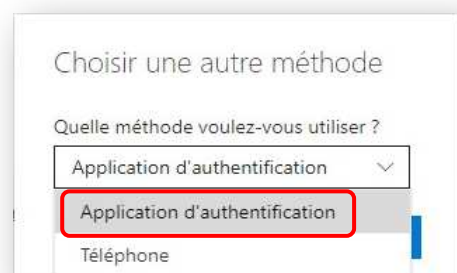 Choisir une autre méthode
Quelle méthode voulez-vous utiliser ?
Application d'authentification
Application d'authentification
Téléphone